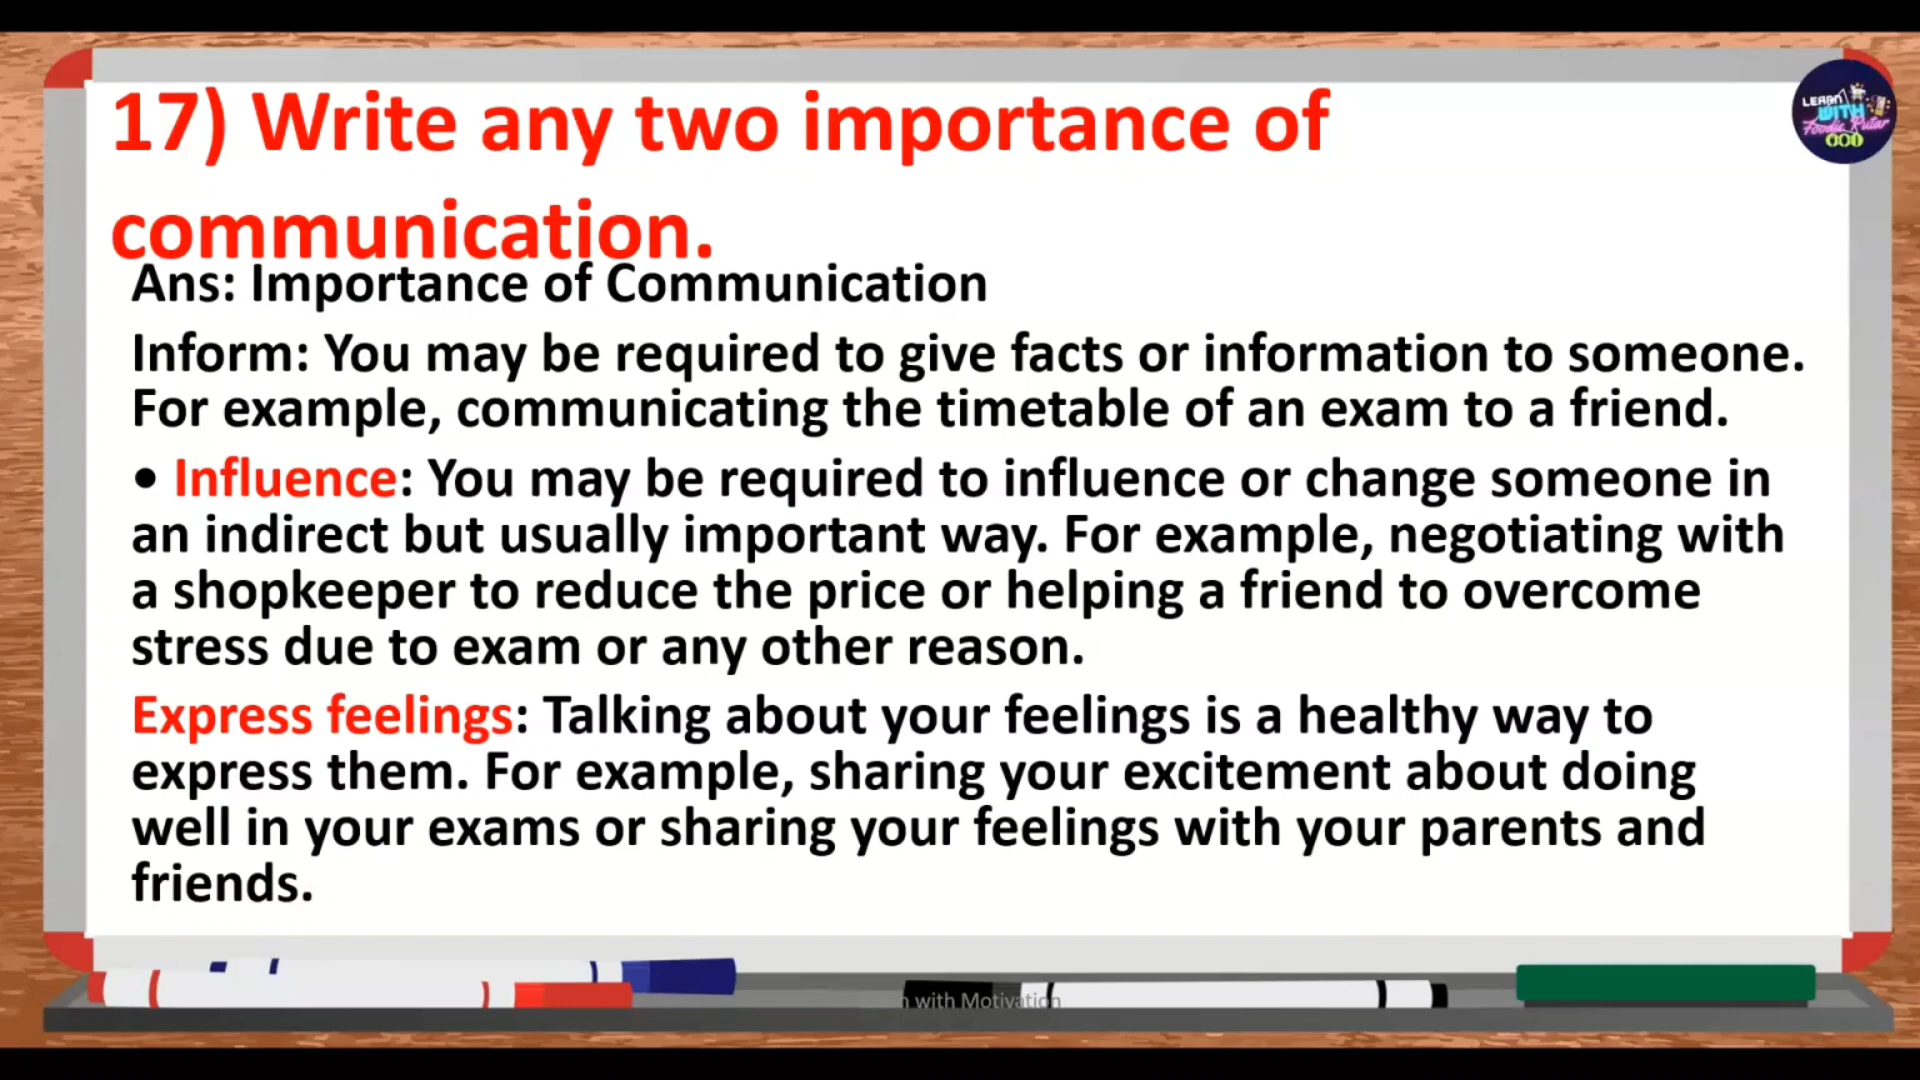 17) Write any two importance of
communication.
Ans: Importance of Communication
Inform: You may be required to give facts or information to someone.
For example, communicating the timetable of an exam to a friend.
• Influence: You may be required to influence or change someone in
an indirect but usually important way. For example, negotiating with
a shopkeeper to reduce the price or helping a friend to overcome
stress due to exam or any other reason.
Express feelings: Talking about your feelings is a healthy way to
express them. For example, sharing your excitement about doing
well in your exams or sharing your feelings with your parents and
friends.
LEARN
WITH
with Motivation